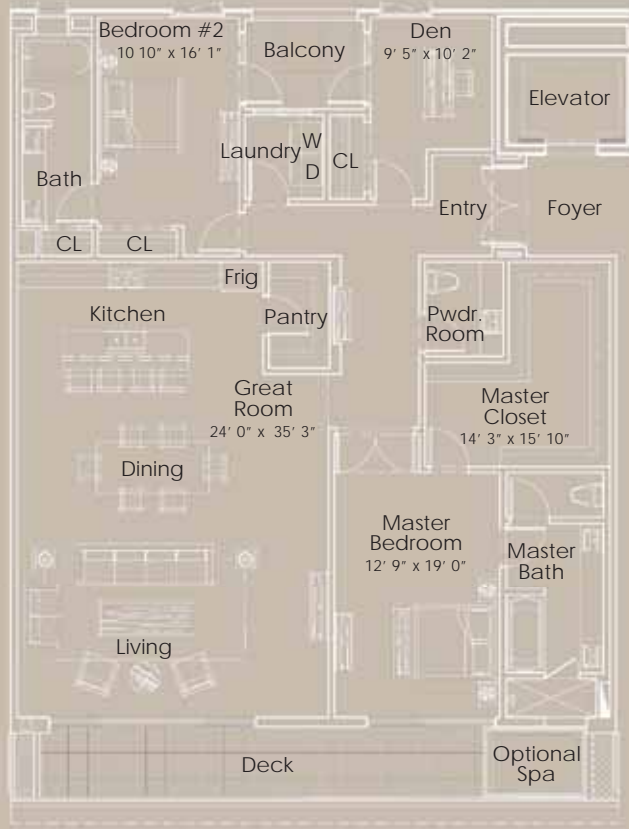 Bedroom #2
10 10" x 16' 1"
Balcony
Den
9' 5" x 10' 2"
Elevator
Laundry
W
D
CL
Bath
Entry
Foyer
CL
CL
Frig
Kitchen
Pantry
Pwdr.
Room
Great
Room
24' 0" x 35' 3"
Master
Closet
14' 3" x 15' 10"
Dining
Master
Bedroom
12' 9" x 19' 0"
Master
Bath
Living
Deck
Optional
Spa